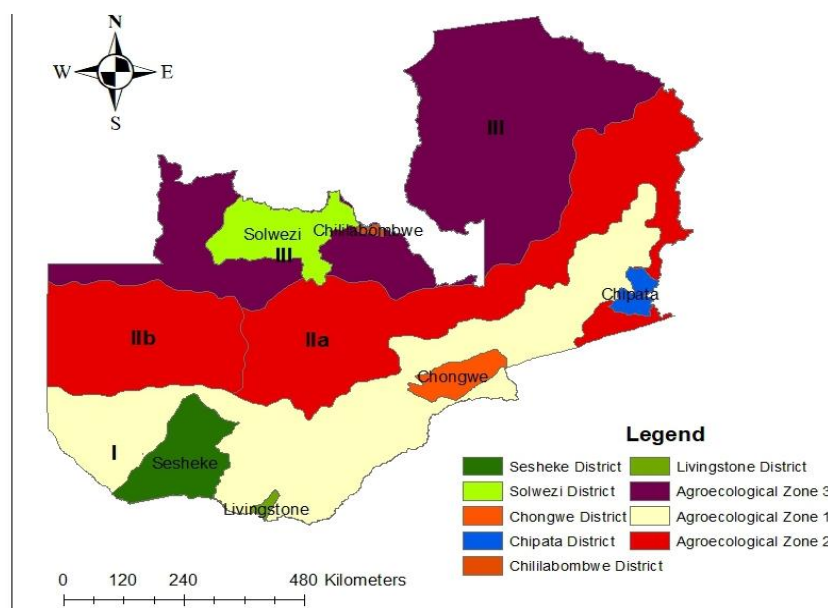 N
W E
S
III
Solwezi
Chililabombwe
III
Chipata
IIb
IIa
Chongwe
I
Sesheke
Livingstone
Legend
Sesheke District
Solwezi District
Chongwe District
Chipata District
Chililabombwe District
Livingstone District
Agroecological Zone 3
Agroecological Zone 1
Agroecological Zone 2
0 120 240 480 Kilometers